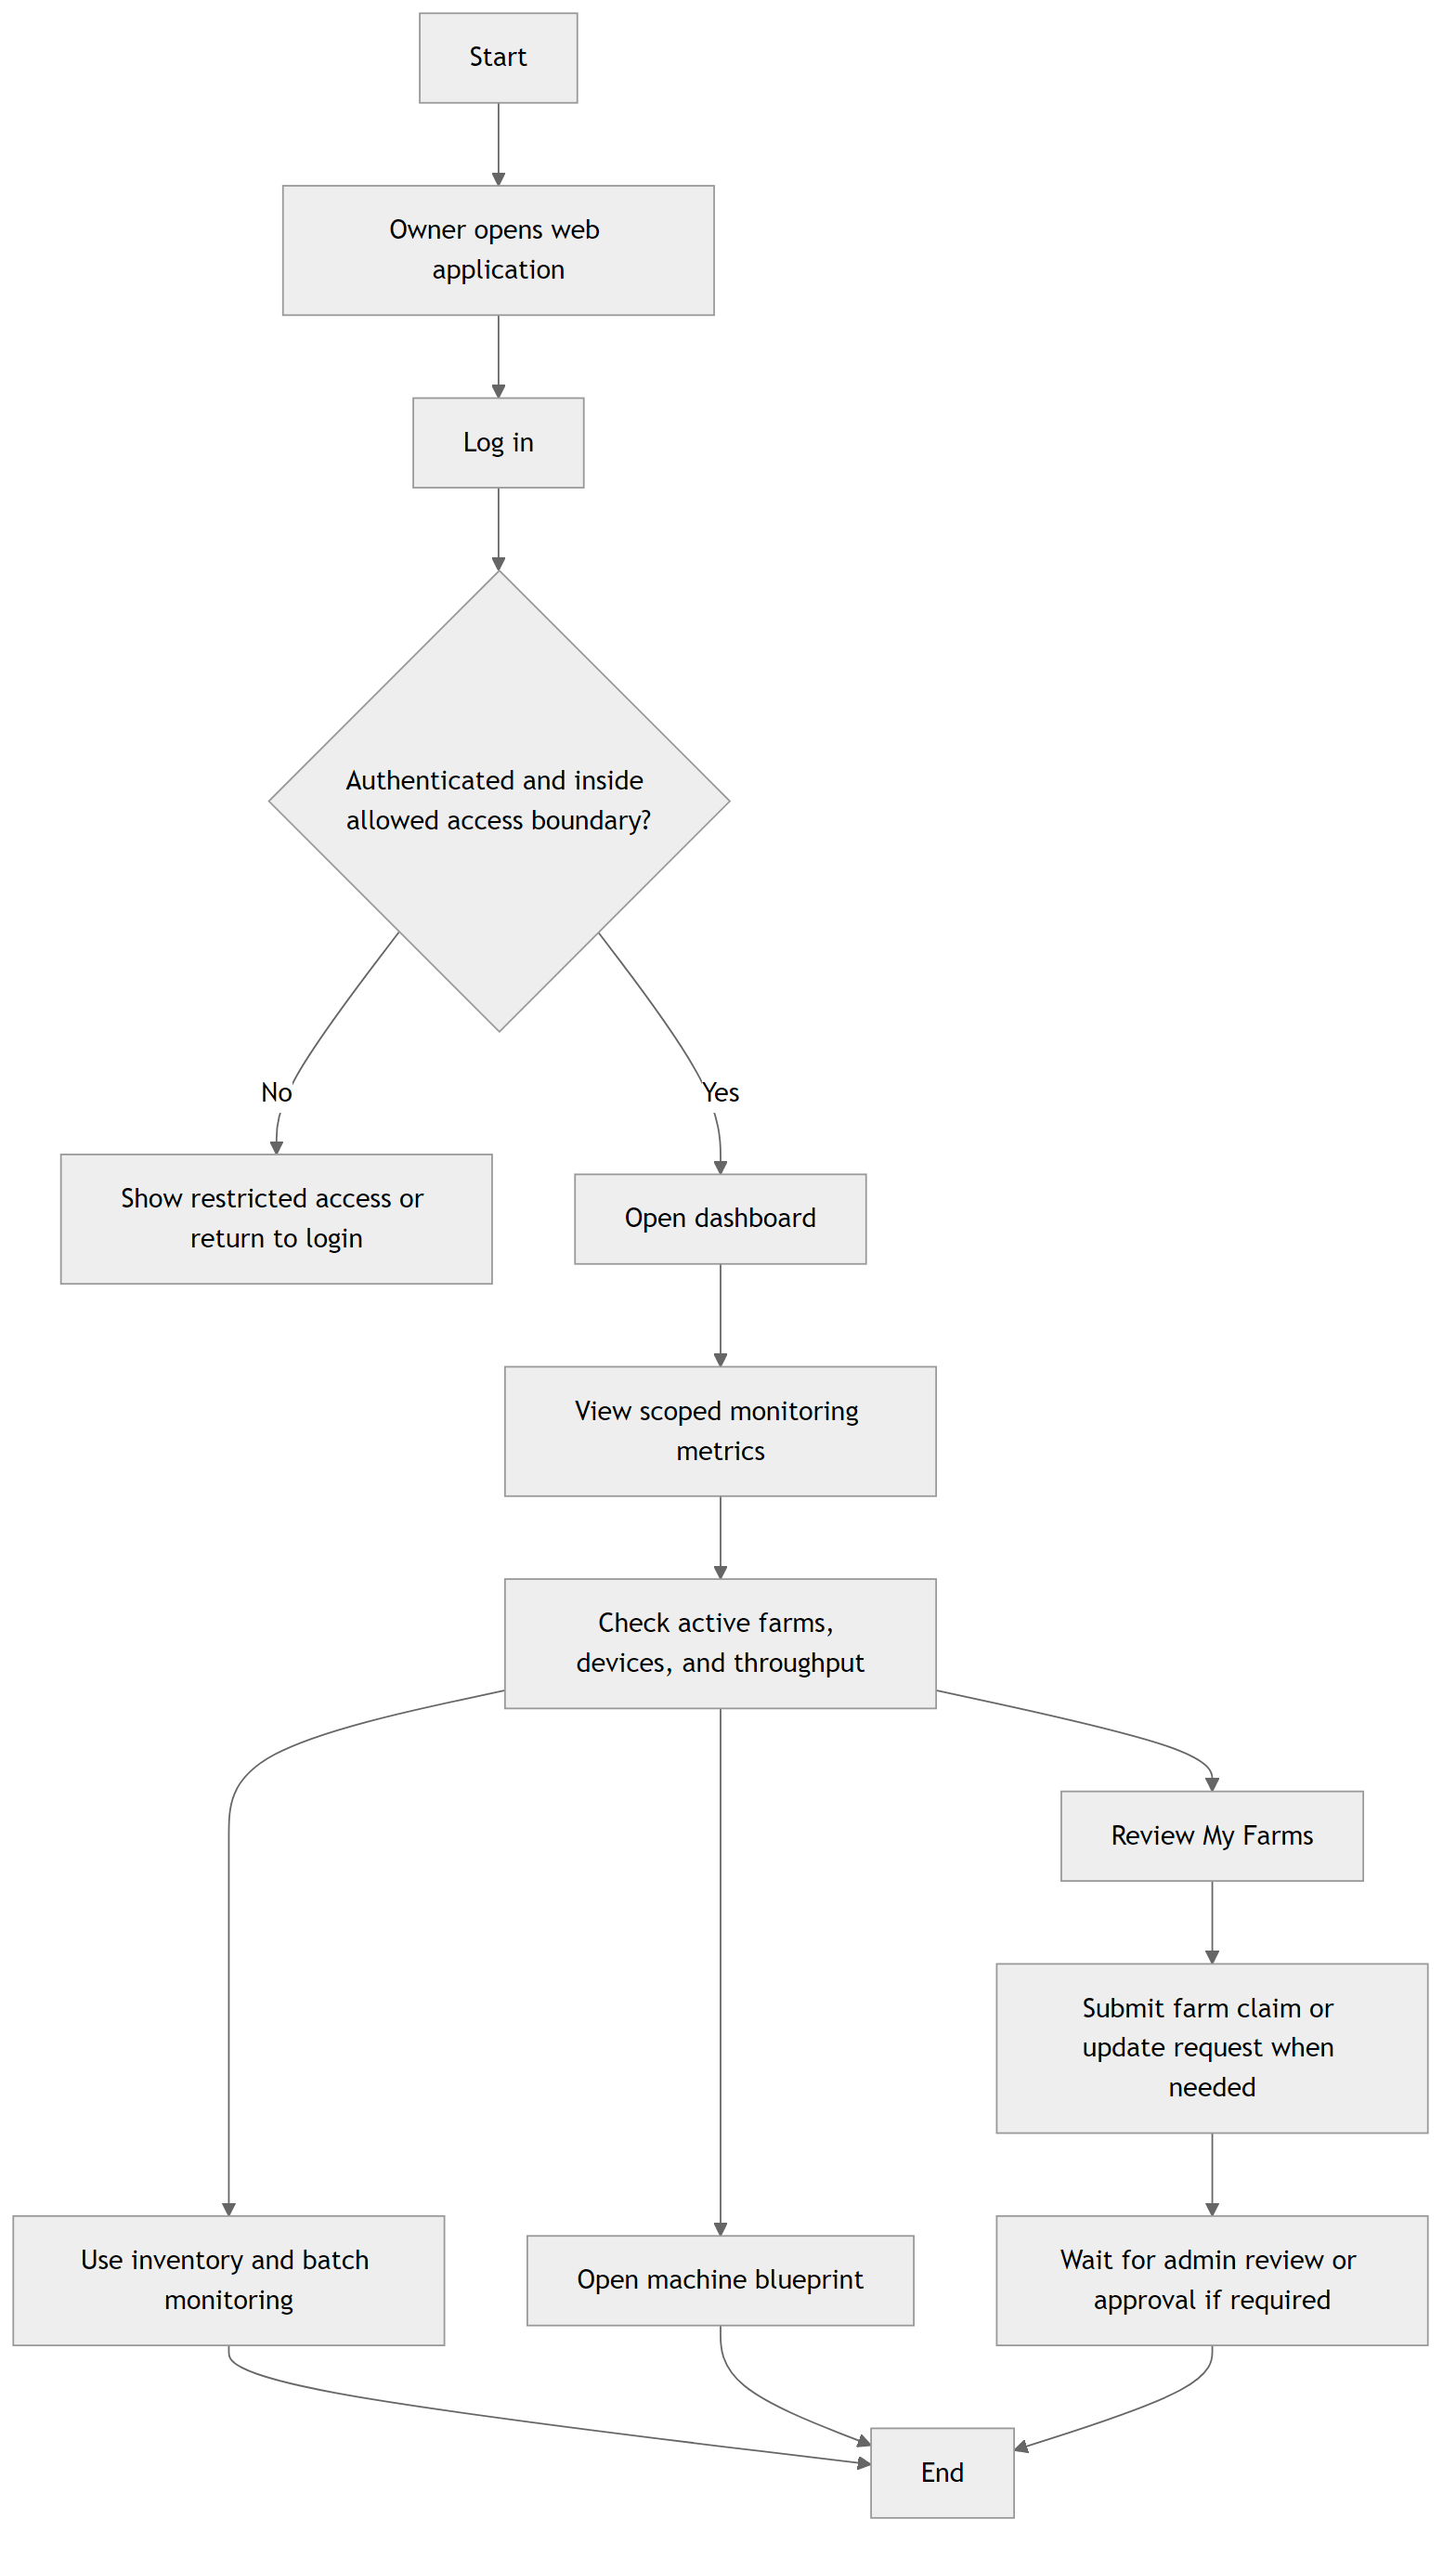 Start
Owner opens web
application
Log in
Authenticated and inside
allowed access boundary?
No
Yes
Show restricted access or
return to login
Open dashboard
View scoped monitoring
metrics
Check active farms,
devices, and throughput
Review My Farms
Submit farm claim or
update request when
needed
Use inventory and batch
monitoring
Open machine blueprint
Wait for admin review or
approval if required
End